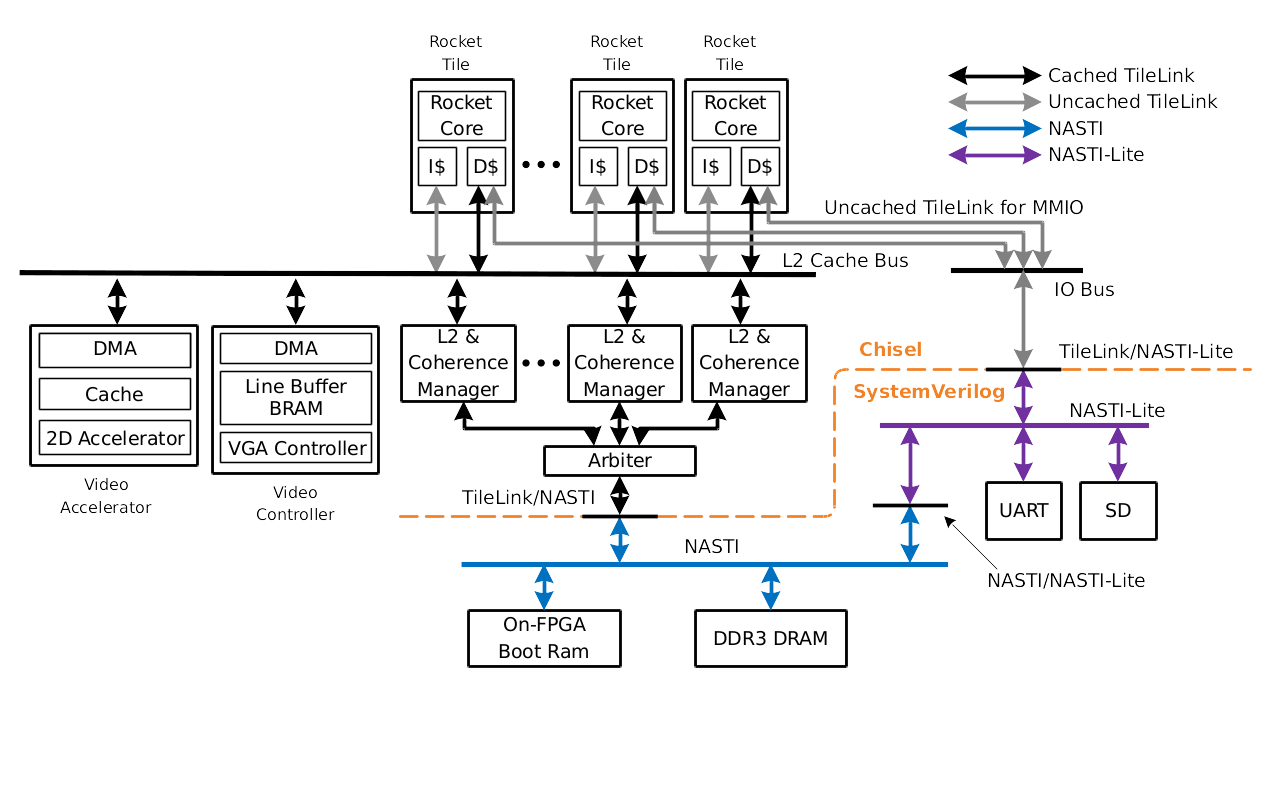 Rocket
Tile
Rocket
Tile
Rocket
Tile
Cached TileLink
Uncached TileLink
NASTI
NASTI-Lite
Rocket
Core
I$
D$
Rocket
Core
I$
D$
Rocket
Core
I$
D$
Uncached TileLink for MMIO
L2 Cache Bus
IO Bus
DMA
Cache
2D Accelerator
Video
Accelerator
DMA
Line Buffer
BRAM
VGA Controller
Video
Controller
L2 &
Coherence
Manager
L2 &
Coherence
Manager
L2 &
Coherence
Manager
Chisel
SystemVerilog
TileLink/NASTI-Lite
NASTI-Lite
Arbiter
TileLink/NASTI
UART
SD
NASTI
NASTI/NASTI-Lite
On-FPGA
Boot Ram
DDR3 DRAM